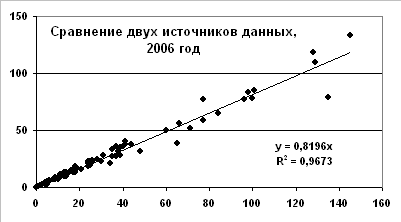 Сравнение двух источников данных,
2006 год
150
100
50
0
y = 0,8196x
R² = 0,9673
0 20 40 60 80 100 120 140 160